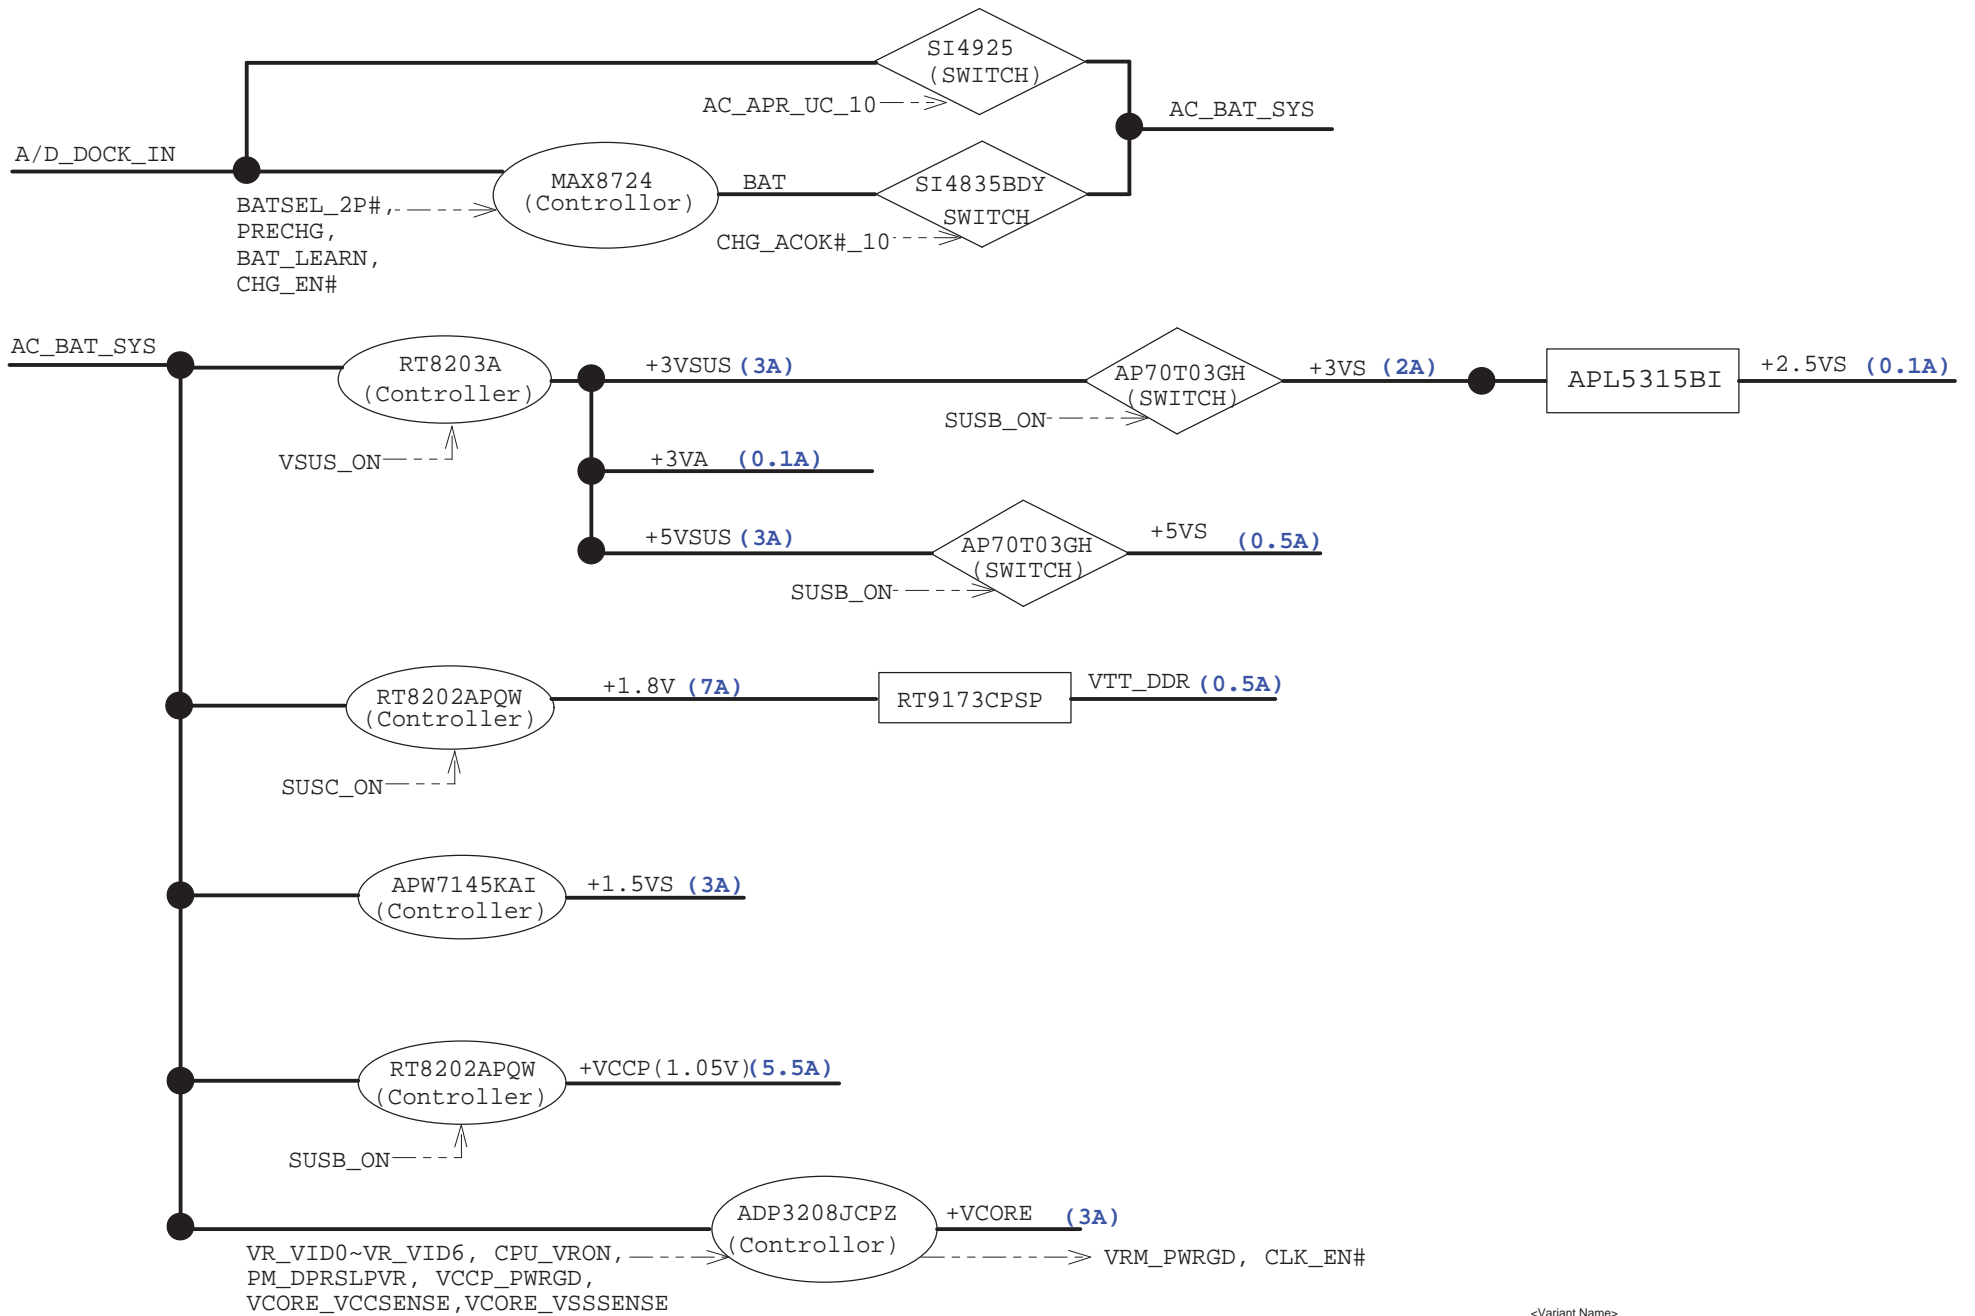 SI4925
(SWITCH)
AC_APR_UC_10
AC_BAT_SYS
A/D_DOCK_IN
MAX8724
(Controllor)
BAT
SI4835BDY
SWITCH
BATSEL_2P#,
PRECHG,
BAT_LEARN,
CHG_EN#
CHG_ACOK#_10
AC_BAT_SYS
RT8203A
(Controller)
VSUS_ON
+3VSUS (3A)
AP70T03GH
(SWITCH)
SUSB_ON
+3VS (2A)
APL5315BI
+2.5VS (0.1A)
+3VA (0.1A)
+5VSUS (3A)
AP70T03GH
(SWITCH)
SUSB_ON
+5VS (0.5A)
RT8202APQW
(Controller)
SUSC_ON
+1.8V (7A)
RT9173CPSP
VTT_DDR (0.5A)
APW7145KAI
(Controller)
+1.5VS (3A)
RT8202APQW
(Controller)
SUSB_ON
+VCCP(1.05V)(5.5A)
ADP3208JCPZ
(Controllor)
+VCORE (3A)
VR_VID0~VR_VID6, CPU_VRON,
PM_DPRSLPVR, VCCP_PWRGD,
VCORE_VCCSENSE,VCORE_VSSSENSE
VRM_PWRGD, CLK_EN#
<Variant Name>